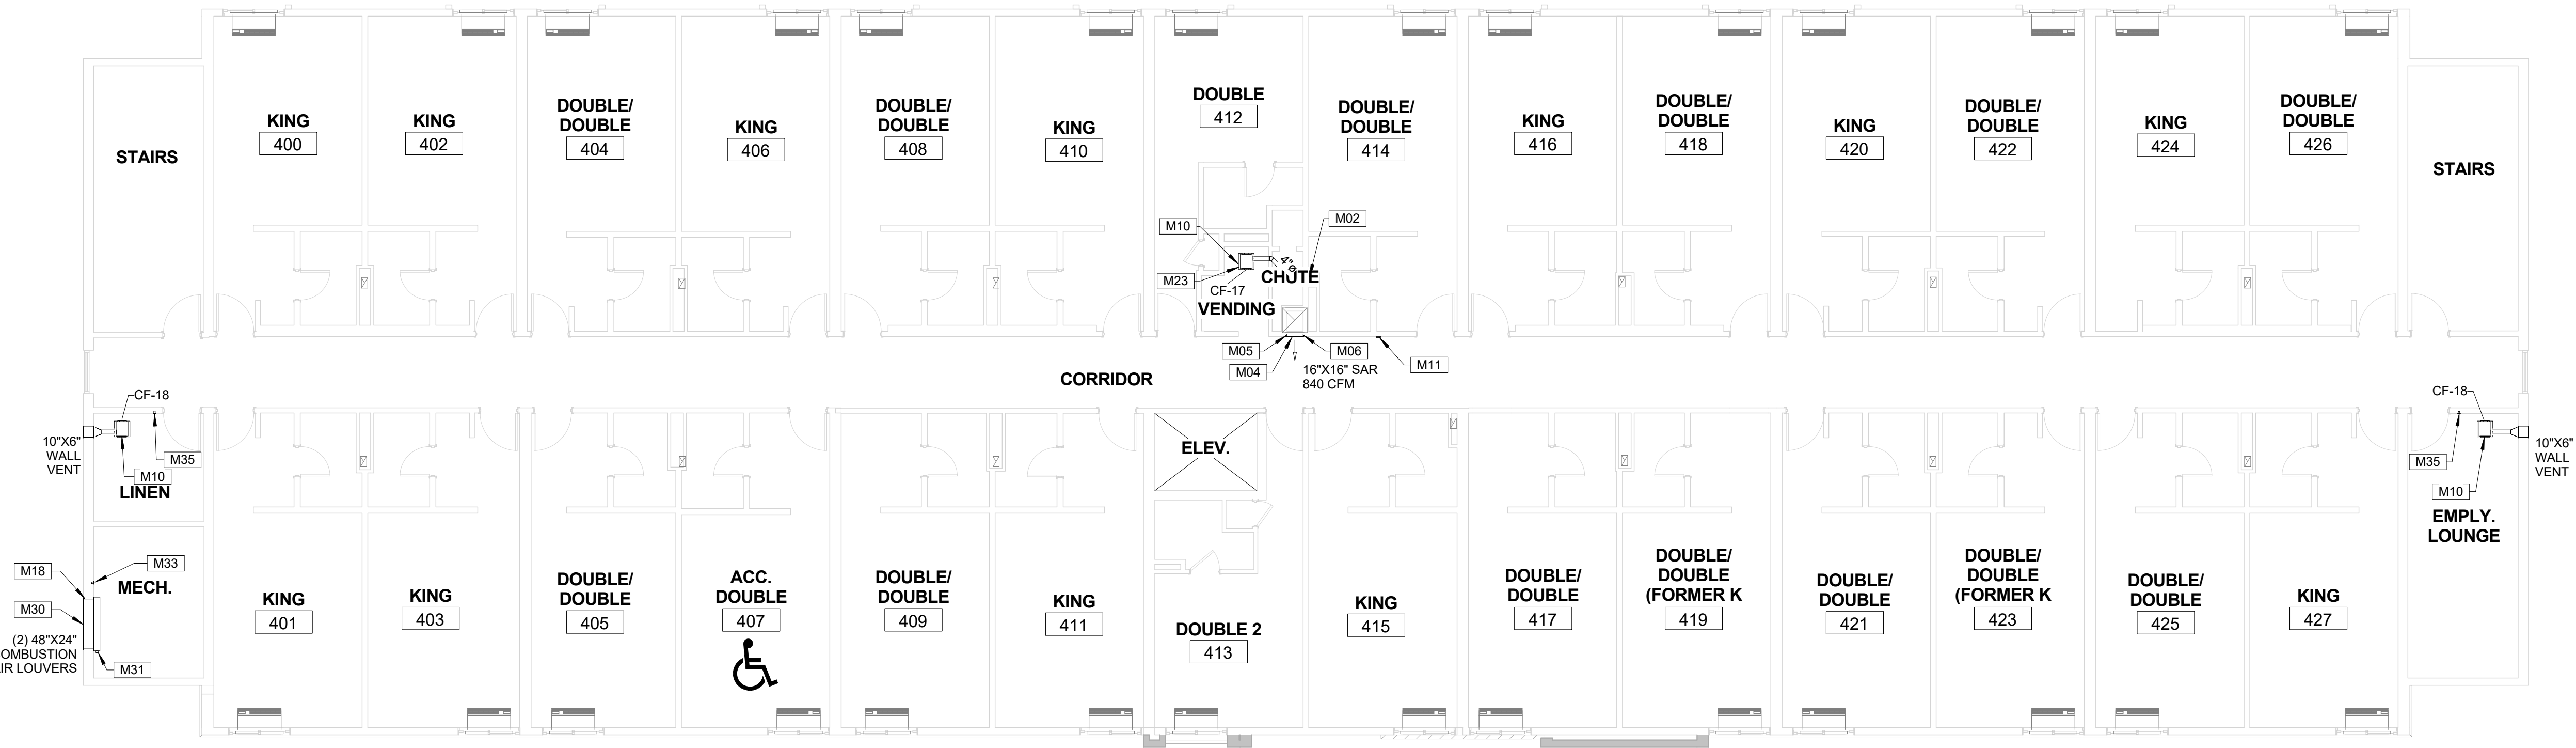 STAIRS
KING
400
KING
402
DOUBLE/
DOUBLE
404
KING
406
DOUBLE/
DOUBLE
408
KING
410
DOUBLE
412
DOUBLE/
DOUBLE
414
KING
416
DOUBLE/
DOUBLE
418
KING
420
DOUBLE/
DOUBLE
422
KING
424
DOUBLE/
DOUBLE
426
STAIRS
M10
M02
M23
4"ø
CHUTE
CF-17
VENDING
M05
M06
M04
M11
16"X16" SAR
840 CFM
CORRIDOR
CF-18
10"X6"
WALL
VENT
M35
M10
LINEN
ELEV.
CF-18
10"X6"
WALL
VENT
M35
M10
EMPLY.
LOUNGE
M18
M33
MECH.
M30
(2) 48"X24"
OMBUSTION
IR LOUVERS
M31
KING
401
KING
403
DOUBLE/
DOUBLE
405
ACC.
DOUBLE
407
DOUBLE/
DOUBLE
409
KING
411
DOUBLE 2
413
KING
415
DOUBLE/
DOUBLE
417
DOUBLE/
DOUBLE
(FORMER K
419
DOUBLE/
DOUBLE
421
DOUBLE/
DOUBLE
(FORMER K
423
DOUBLE/
DOUBLE
425
KING
427